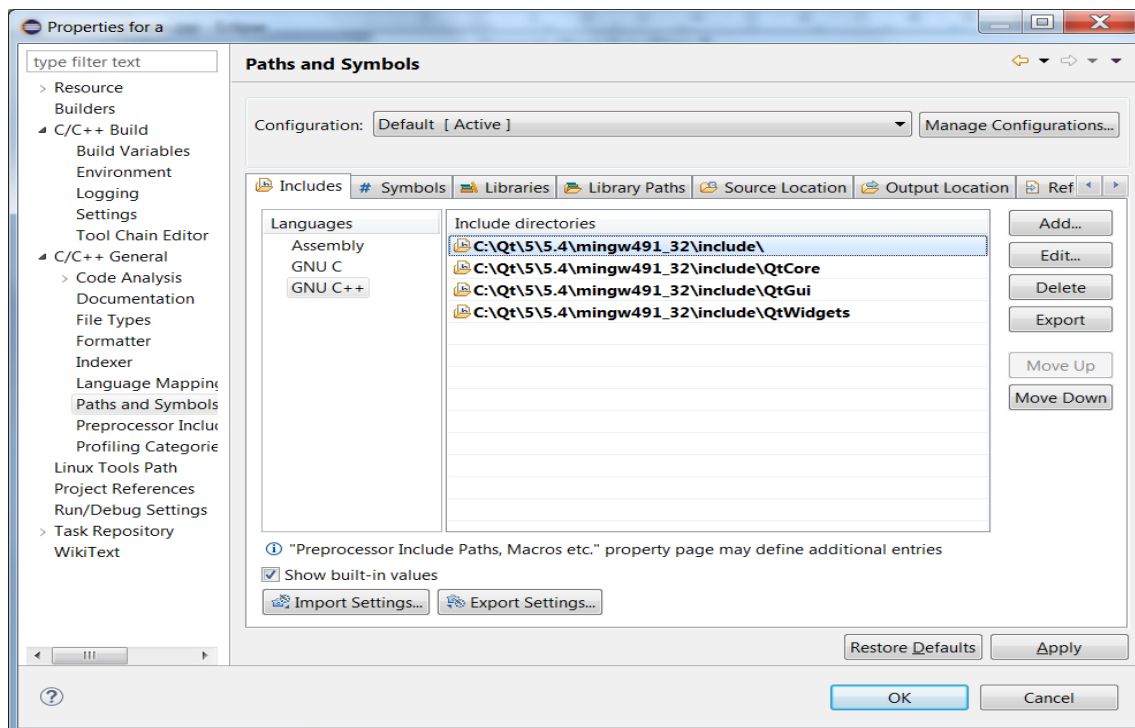 Properties for a
type filter text
Resource
Builders
C/C++ Build
Build Variables
Environment
Logging
Settings
Tool Chain Editor
C/C++ General
Code Analysis
Documentation
File Types
Formatter
Indexer
Language Mapping
Paths and Symbols
Preprocessor Includ
Profiling Categorie
Linux Tools Path
Project References
Run/Debug Settings
Task Repository
WikiText
Paths and Symbols
Configuration: Default [ Active ] Manage Configurations...
Includes # Symbols Libraries Library Paths Source Location Output Location Ref
Languages
Assembly
GNU C
GNU C++
Include directories
C:\Qt\5\5.4\mingw491_32\include\
C:\Qt\5\5.4\mingw491_32\include\QtCore
C:\Qt\5\5.4\mingw491_32\include\QtGui
C:\Qt\5\5.4\mingw491_32\include\QtWidgets
Add...
Edit...
Delete
Export
Move Up
Move Down
"Preprocessor Include Paths, Macros etc." property page may define additional entries
Show built-in values
Import Settings... Export Settings...
Restore Defaults Apply
OK Cancel